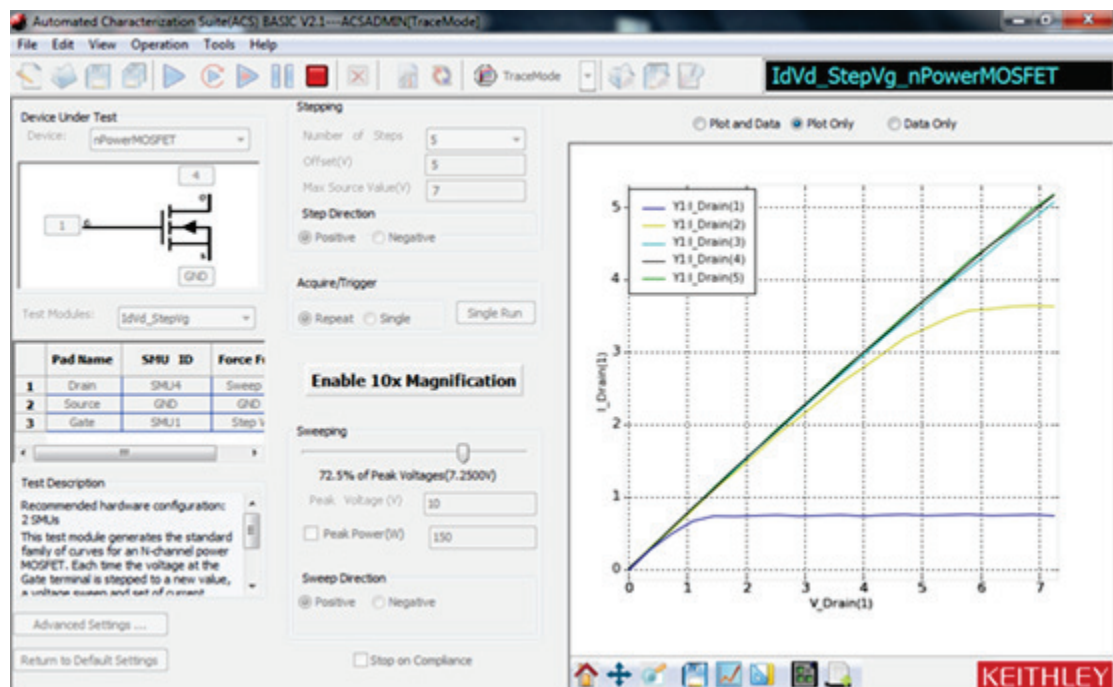 Automated Characterization Suite(ACS) BASIC V2.1---ACSADMIN[TraceMode]
File Edit View Operation Tools Help
TraceMode
IdVd_StepVg_nPowerMOSFET
Device Under Test
Device: nPowerMOSFET
4
D
1
G
S
GND
Test Modules: IdVd_StepVg
Pad Name SMU ID Force Fu
1 Drain SMU4 Sweep
2 Source GND GND
3 Gate SMU1 Step V
Test Description
Recommended hardware configuration:
2 SMUs
This test module generates the standard
family of curves for an N-channel power
MOSFET. Each time the voltage at the
Gate terminal is stepped to a new value,
a voltage sweep and set of current
Advanced Settings ...
Return to Default Settings
Stepping
Number of Steps 5
Offset(V) 5
Max Source Value(V) 7
Step Direction
Positive Negative
Acquire/Trigger
Repeat Single Single Run
Enable 10x Magnification
Sweeping
72.5% of Peak Voltages(7.2500V)
Peak Voltage (V) 10
Peak Power(W) 150
Sweep Direction
Positive Negative
Stop on Compliance
Plot and Data Plot Only Data Only
Y1:I_Drain(1)
Y1:I_Drain(2)
Y1:I_Drain(3)
Y1:I_Drain(4)
Y1:I_Drain(5)
5
4
3
2
1
0
I_Drain(1)
0 1 2 3 4 5 6 7
V_Drain(1)
KEITHLEY